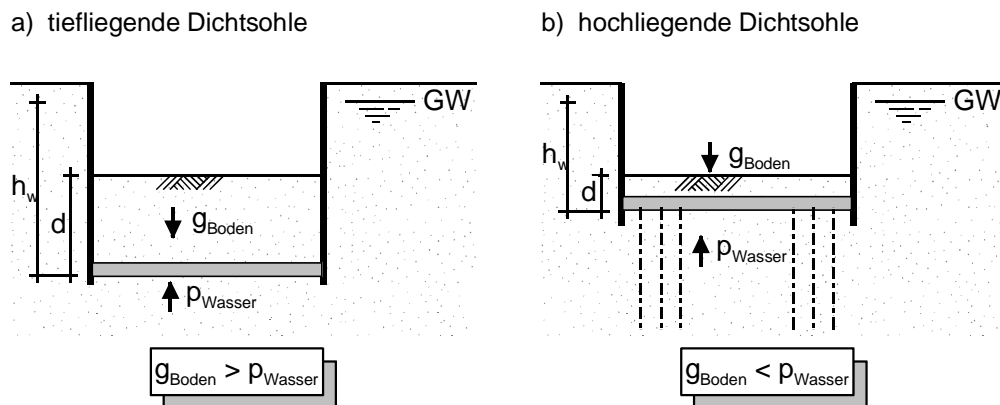 a) tiefliegende Dichtsohle
GW
h_w
d
g_Boden
p_Wasser
g_Boden > p_Wasser
b) hochliegende Dichtsohle
GW
h_w
d
g_Boden
p_Wasser
g_Boden < p_Wasser